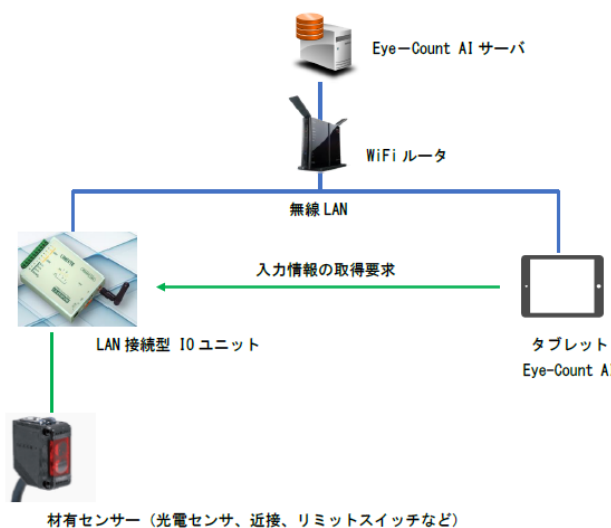 Eye－Count AI サーバ
WiFi ルータ
無線 LAN
入力情報の取得要求
LAN 接続型 IO ユニット
タブレット
Eye-Count AI
材有センサー（光電センサ、近接、リミットスイッチなど）